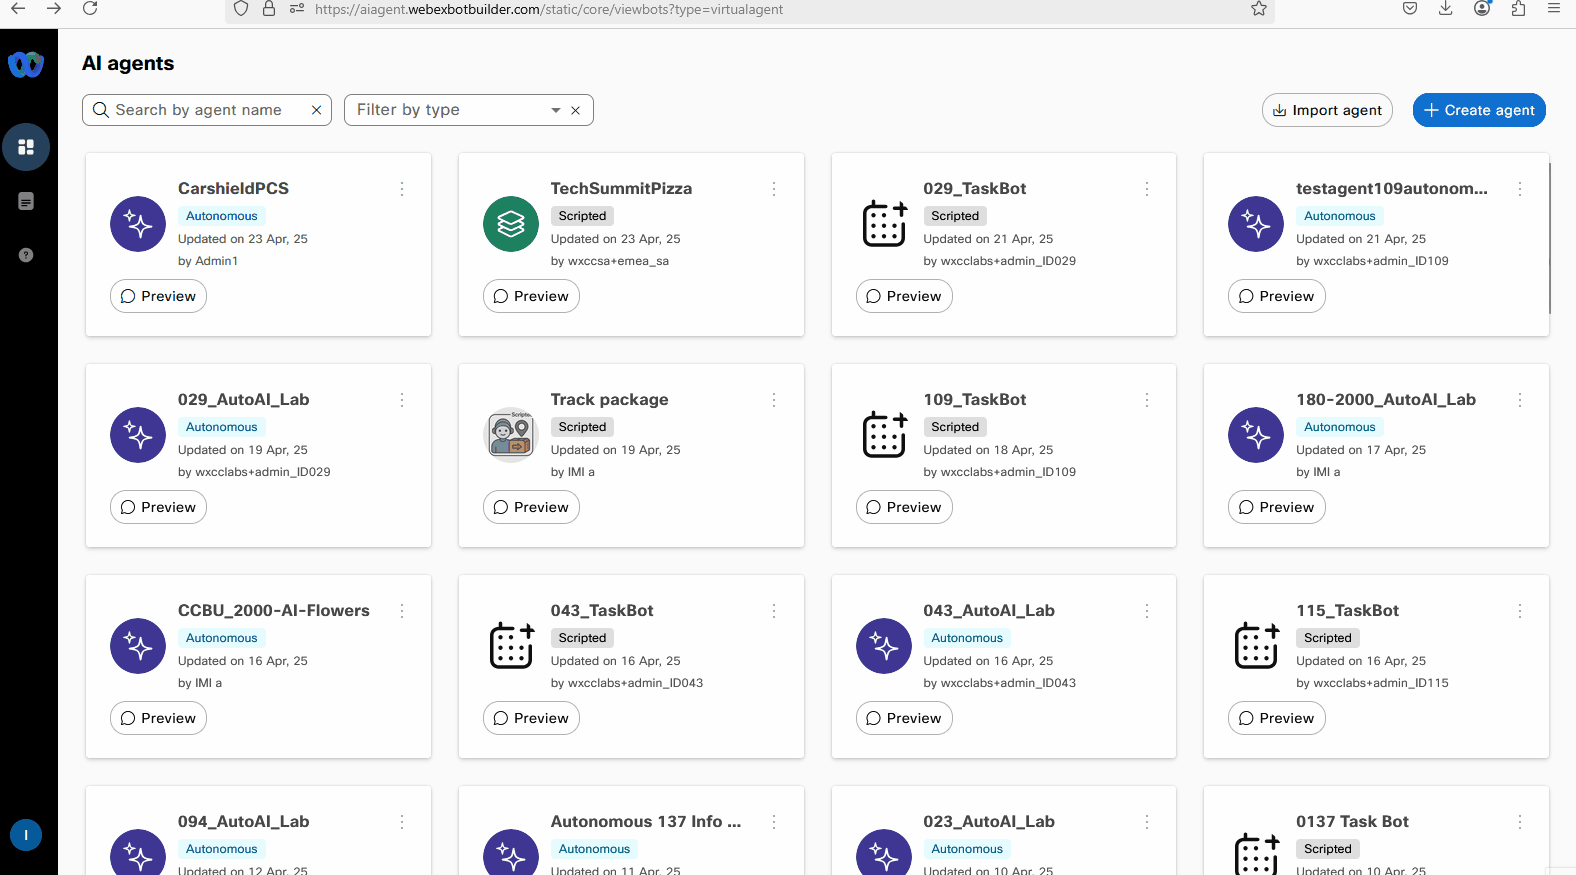 https://aiagent.webexbotbuilder.com/static/core/viewbots?type=virtualagent
AI agents
Search by agent name
Filter by type
Import agent
Create agent
CarshieldPCS
Autonomous
Updated on 23 Apr, 25
by Admin1
Preview
TechSummitPizza
Scripted
Updated on 23 Apr, 25
by wxccsa+emea_sa
Preview
029_TaskBot
Scripted
Updated on 21 Apr, 25
by wxcclabs+admin_ID029
Preview
testagent109autonom...
Autonomous
Updated on 21 Apr, 25
by wxcclabs+admin_ID109
Preview
029_AutoAI_Lab
Autonomous
Updated on 19 Apr, 25
by wxcclabs+admin_ID029
Preview
Track package
Scripted
Updated on 19 Apr, 25
by IMI a
Preview
109_TaskBot
Scripted
Updated on 18 Apr, 25
by wxcclabs+admin_ID109
Preview
180-2000_AutoAI_Lab
Autonomous
Updated on 17 Apr, 25
by IMI a
Preview
CCBU_2000-AI-Flowers
Autonomous
Updated on 16 Apr, 25
by IMI a
Preview
043_TaskBot
Scripted
Updated on 16 Apr, 25
by wxcclabs+admin_ID043
Preview
043_AutoAI_Lab
Autonomous
Updated on 16 Apr, 25
by wxcclabs+admin_ID043
Preview
115_TaskBot
Scripted
Updated on 16 Apr, 25
by wxcclabs+admin_ID115
Preview
094_AutoAI_Lab
Autonomous
Updated on 12 Apr, 25
Autonomous 137 Info ...
Autonomous
Updated on 11 Apr, 25
023_AutoAI_Lab
Autonomous
Updated on 10 Apr, 25
0137 Task Bot
Scripted
Updated on 10 Apr, 25
I